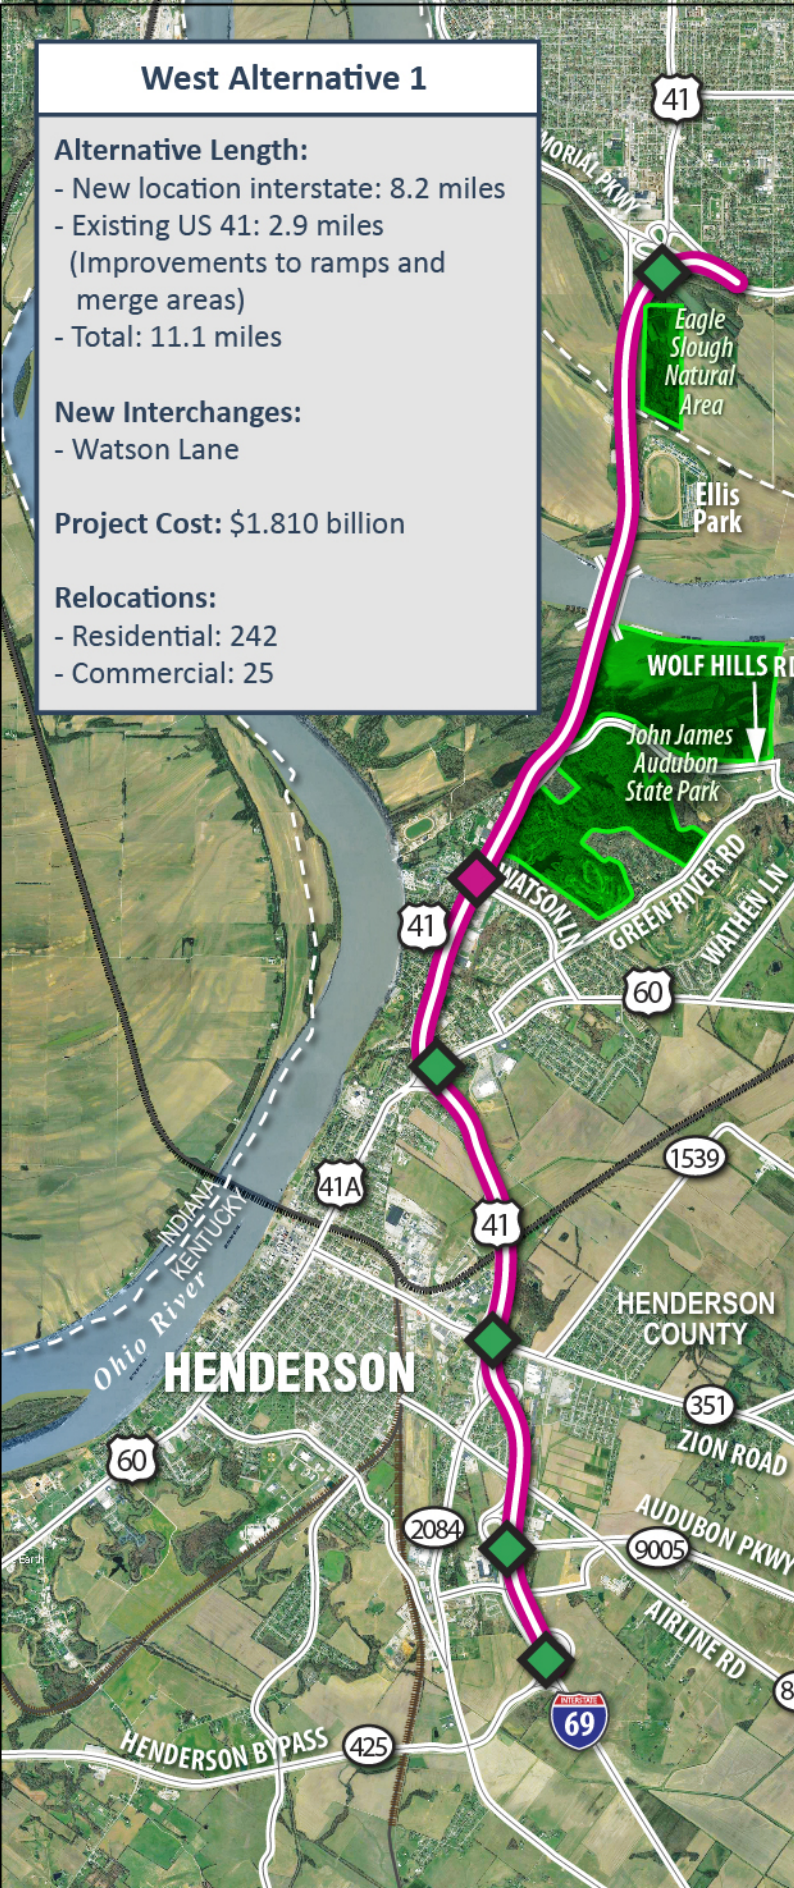 West Alternative 1
Alternative Length:
- New location interstate: 8.2 miles
- Existing US 41: 2.9 miles
(Improvements to ramps and
merge areas)
- Total: 11.1 miles
New Interchanges:
- Watson Lane
Project Cost: $1.810 billion
Relocations:
- Residential: 242
- Commercial: 25
41
MORIAL PKWY
Eagle
Slough
Natural
Area
Ellis
Park
WOLF HILLS RD
John James
Audubon
State Park
WATSON LN
GREEN RIVER RD
WATHEN LN
41
60
1539
41A
INDIANA
KENTUCKY
Ohio River
41
HENDERSON
COUNTY
HENDERSON
351
ZION ROAD
60
2084
AUDUBON PKWY
9005
AIRLINE RD
8
INTERSTATE
69
HENDERSON BYPASS
425
Earth